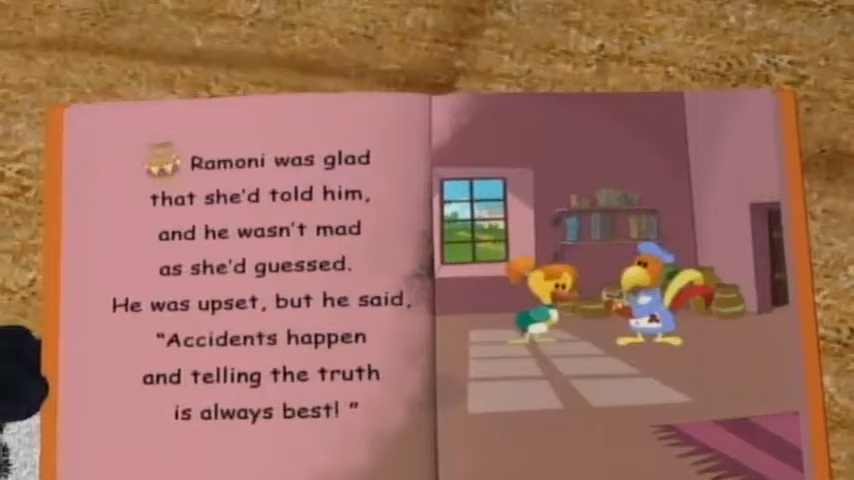 Ramoni was glad
that she'd told him,
and he wasn't mad
as she'd guessed.
He was upset, but he said,
"Accidents happen
and telling the truth
is always best! "